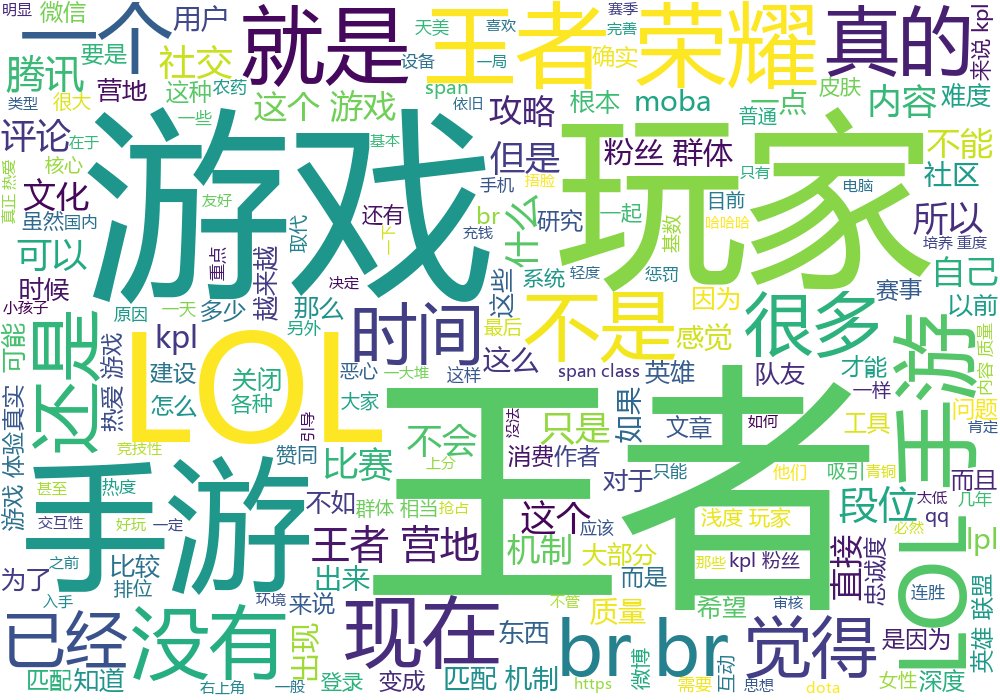 明显
微信
一个
用户
就是
天美
喜欢
赛季
完善
王者 荣耀
确实
真的
来说 kpl
腾讯
要是
社交
设备
一局
类型
农药
营地
这种
span
依旧
根本
moba
一点
皮肤
内容
难度
很大
一些
这个 游戏
攻略
普通
评论
在于
基本
但是
粉丝 群体
不能
核心
游戏
玩家
真正 热爱
文化
友好
手机
捂脸
只有
电脑
社区
虽然
国内
还有
br
什么
研究
一起
目前
所以
取代
一下
充钱
基数
哈哈哈
培养 重度
可以
重点
越来越
那么
这些
系统
轻度
惩罚
自己
时候
一天
决定
因为
赛事
以前
小孩子
原因
多少
另外
最后
不是
感觉
很多
可能
还是
kpl
LOL
时间
这么
才能
手游
内容 质量
热爱 游戏
建设
关闭
恶心
一大堆
这样
span class
英雄
队友
一样
怎么
各种
大家
王者
如果
问题
体验真实
游戏
引导
没法
只是
文章
如何
工具
肯定
竞技性
赞同
比赛
不会
上分
消费
作者
对于
只能
他们
吸引
青铜
而且
手游
甚至
热度
不如
群体 相当
抢占
这个
段位
太低
几年
交互性
好玩
一定
王者 营地
应该
浅度 玩家
直接
忠诚度
qq
必然
lpl
为了
之前
比较
排位
出来
机制
大部分
那些
kpl 粉丝
LOL
入手
环境
来说
而是
不管
希望
审核
连胜
英雄 联盟
已经
没有
出现
现在
质量
东西
br br
觉得
是因为
匹配
知道
右上角
一般
登录
变成
匹配 机制
https
微博
需要
互动
思想
dota
女性
深度